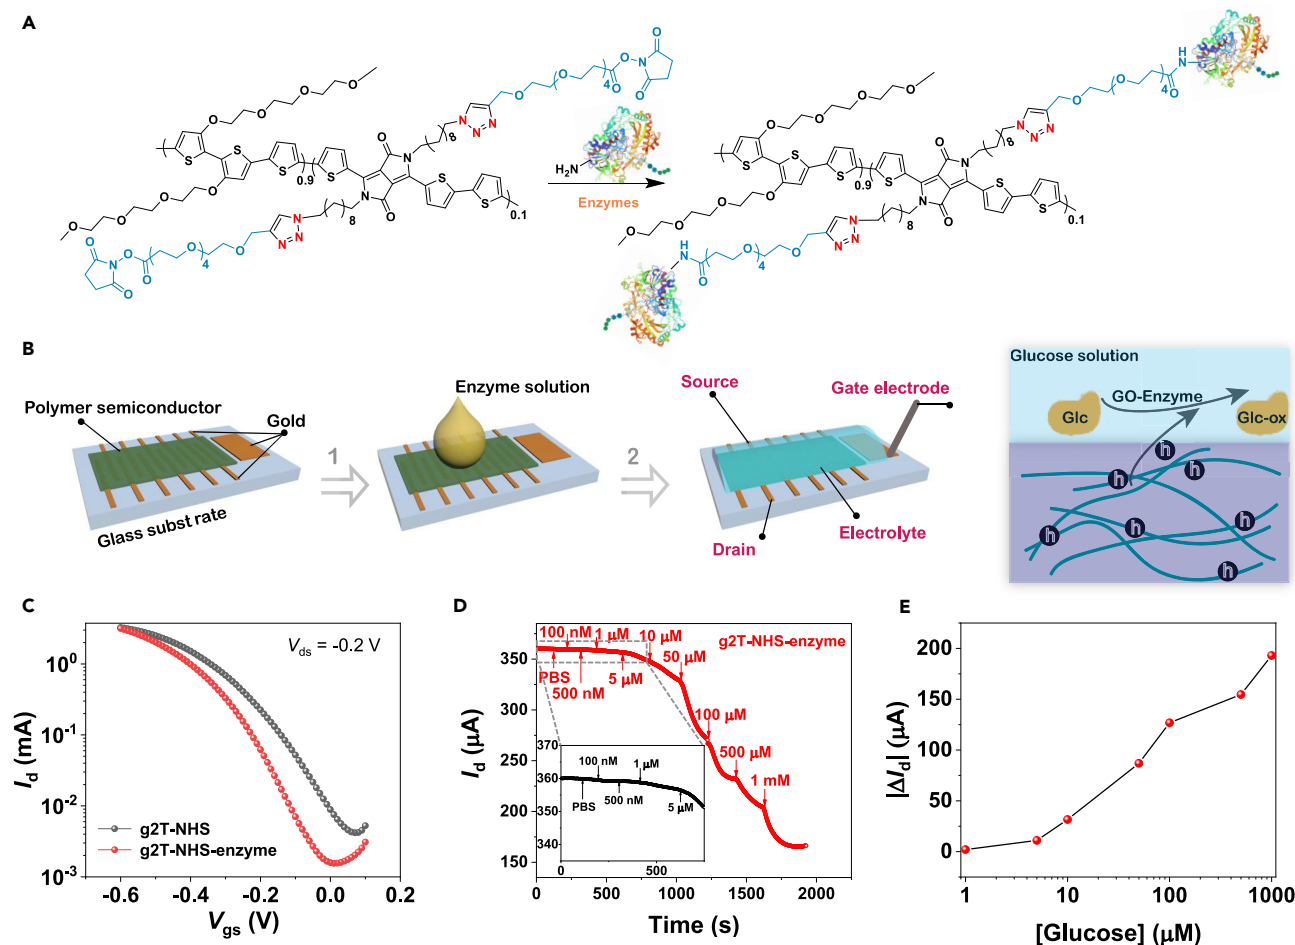 A
O
O
O
O
O
O
O
O
S
S
S
S
0.9
N
N
O
O
S
S
0.1
8
N
N
N
O
O
4
O
O
N
O
O
H2N
Enzymes
O
O
O
O
O
O
O
O
S
S
S
S
0.9
N
N
O
O
S
S
0.1
8
N
N
N
O
O
4
O
NH
8
N
N
N
O
O
4
O
O
N
O
O
8
N
N
N
O
O
4
O
HN
B
Polymer semiconductor
Gold
Glass subst rate
1
Enzyme solution
2
Source
Gate electrode
Drain
Electrolyte
Glucose solution
Glc
GO-Enzyme
Glc-ox
h
h
h
h
h
h
h
C
Vds = -0.2 V
10⁰
10⁻¹
10⁻²
10⁻³
Id (mA)
g2T-NHS
g2T-NHS-enzyme
-0.6
-0.4
-0.2
0.0
0.2
Vgs (V)
D
g2T-NHS-enzyme
100 nM
1 μM
10 μM
50 μM
PBS
500 nM
5 μM
100 μM
500 μM
1 mM
350
300
250
200
150
Id (μA)
370
360
350
340
100 nM
1 μM
PBS
500 nM
5 μM
0
500
0
500
1000
1500
2000
Time (s)
E
200
150
100
50
0
|ΔId| (μA)
1
10
100
1000
[Glucose] (μM)